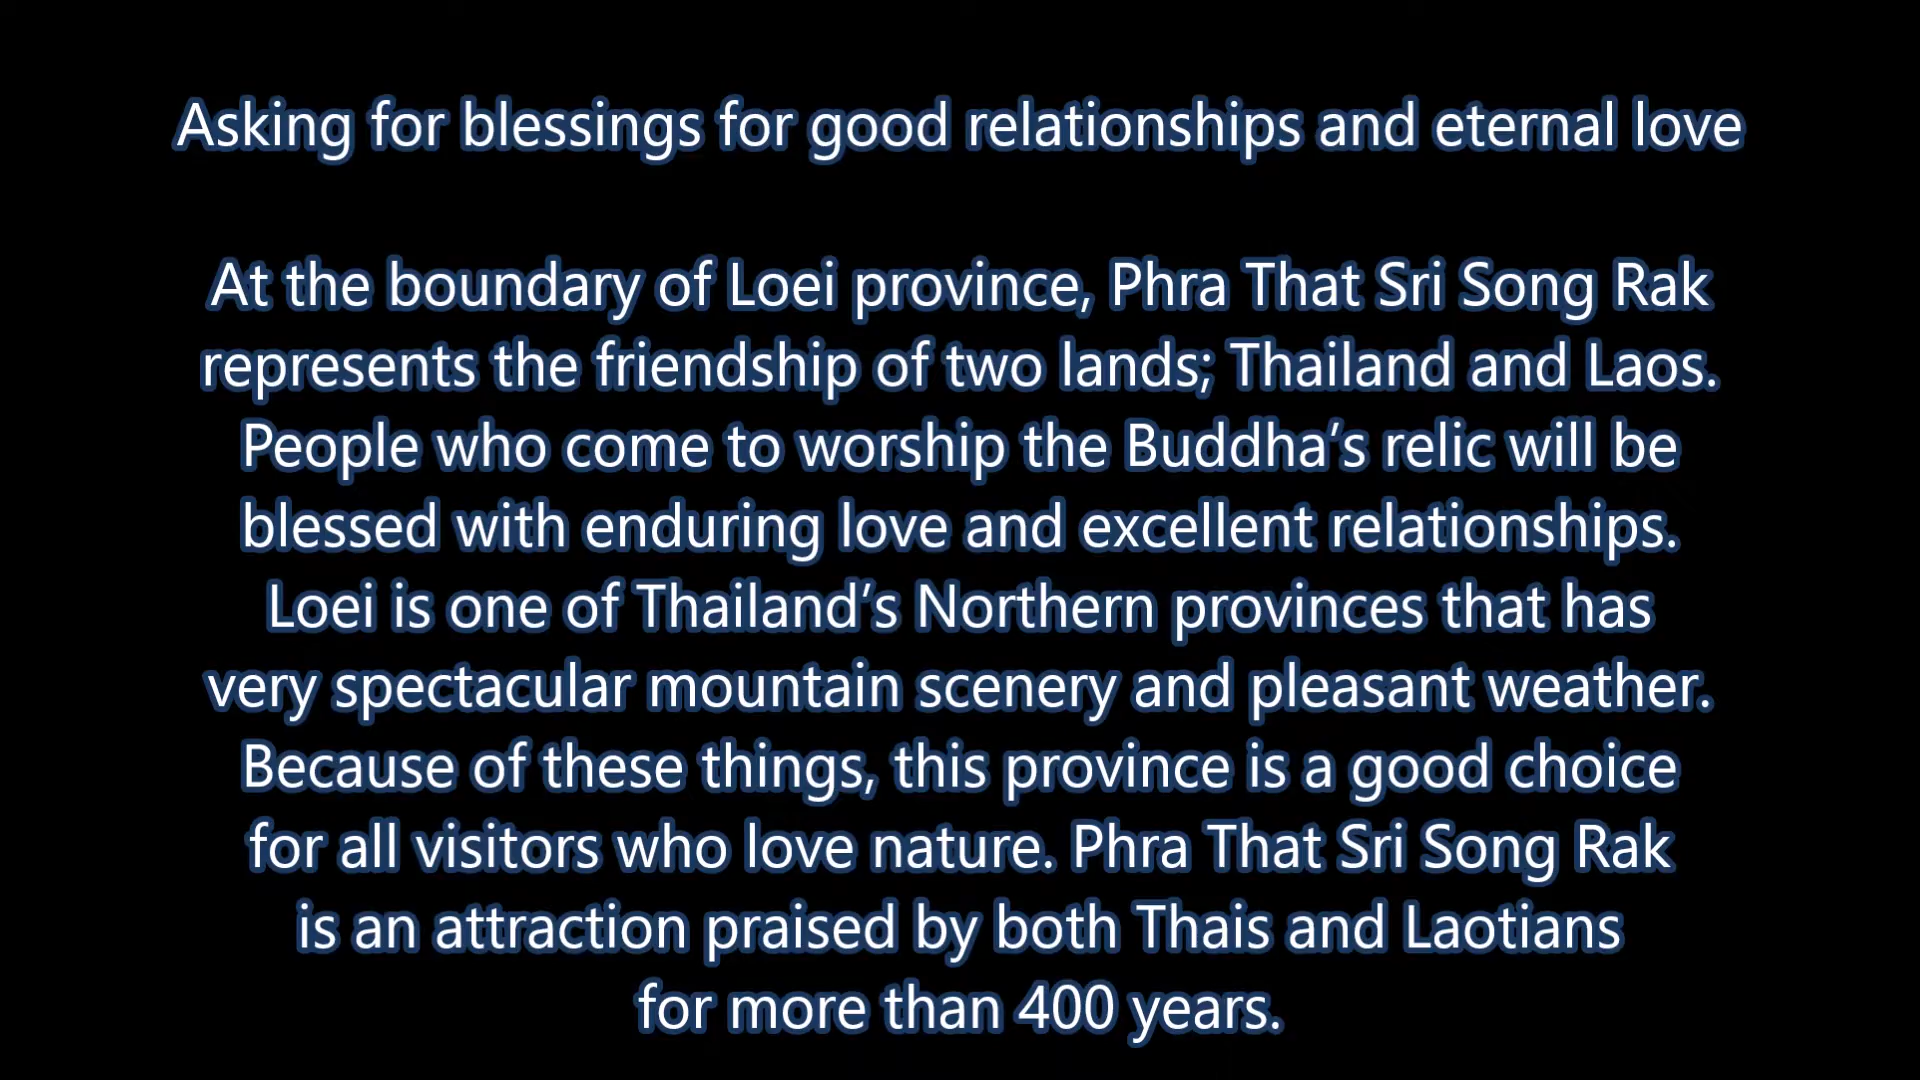 Asking for blessings for good relationships and eternal love
At the boundary of Loei province, Phra That Sri Song Rak
represents the friendship of two lands; Thailand and Laos.
People who come to worship the Buddha’s relic will be
blessed with enduring love and excellent relationships.
Loei is one of Thailand’s Northern provinces that has
very spectacular mountain scenery and pleasant weather.
Because of these things, this province is a good choice
for all visitors who love nature. Phra That Sri Song Rak
is an attraction praised by both Thais and Laotians
for more than 400 years.